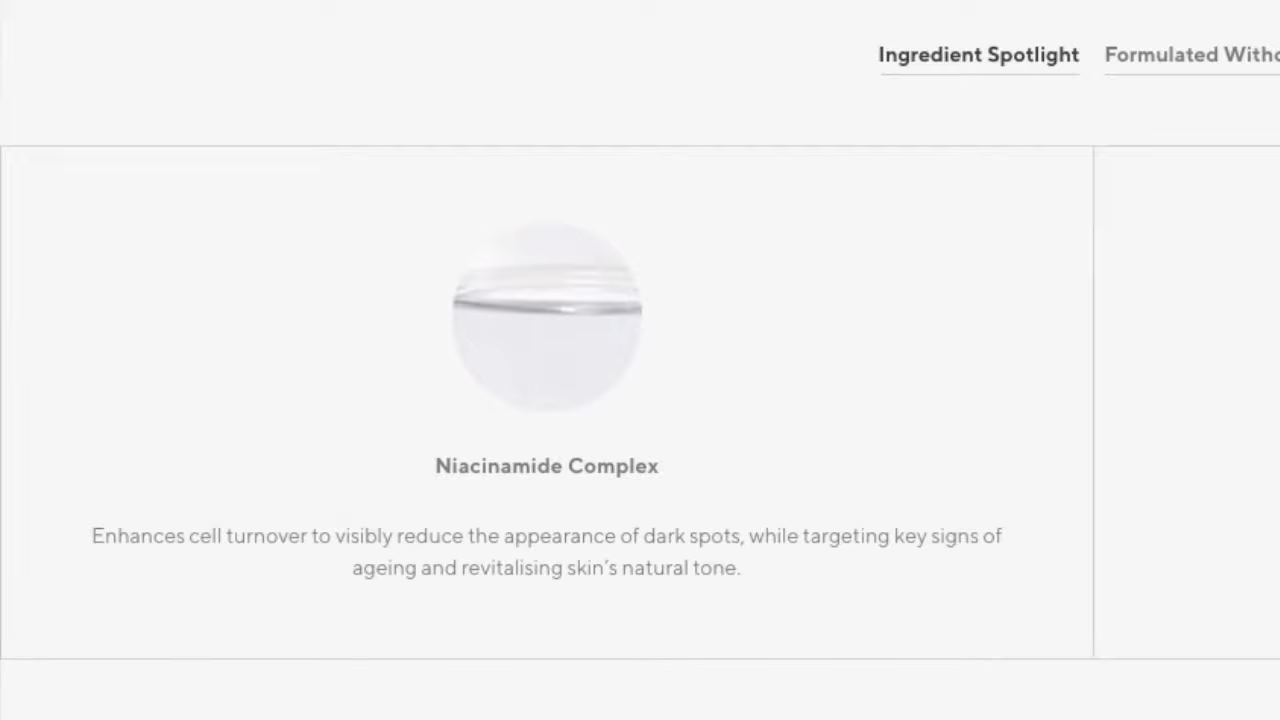 Ingredient Spotlight
Formulated
Niacinamide Complex
Enhances cell turnover to visibly reduce the appearance of dark spots, while targeting key signs of
ageing and revitalising skin's natural tone.